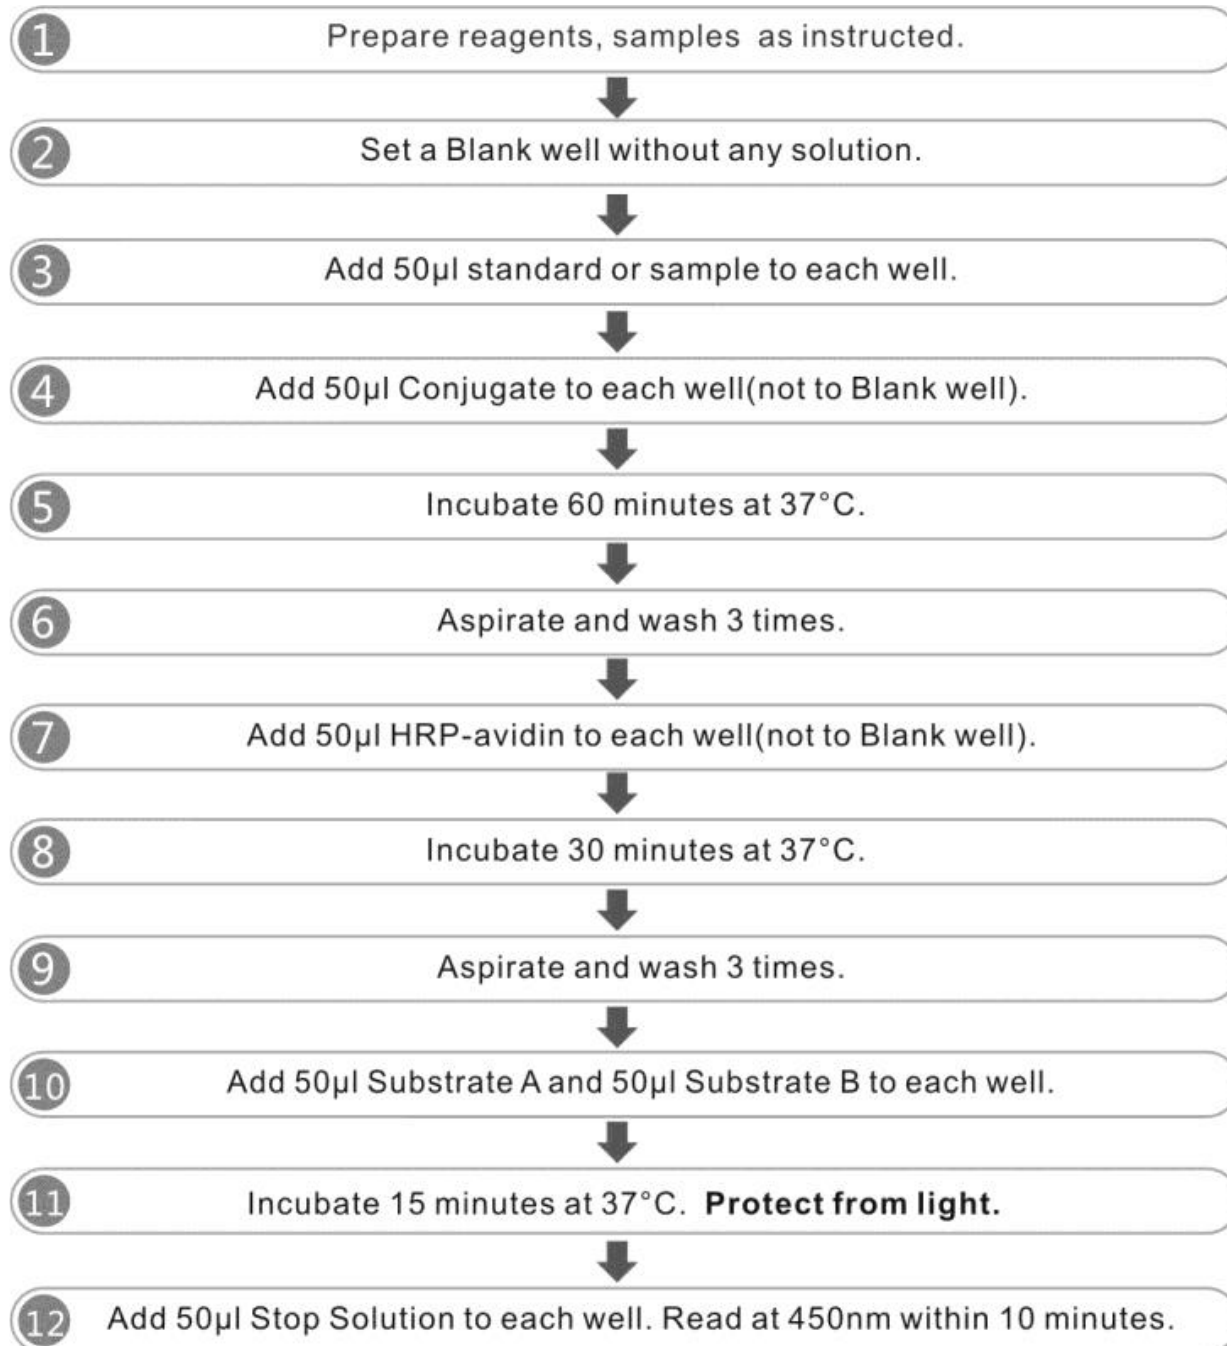 1 Prepare reagents, samples as instructed.
2 Set a Blank well without any solution.
3 Add 50μl standard or sample to each well.
4 Add 50μl Conjugate to each well(not to Blank well).
5 Incubate 60 minutes at 37°C.
6 Aspirate and wash 3 times.
7 Add 50μl HRP-avidin to each well(not to Blank well).
8 Incubate 30 minutes at 37°C.
9 Aspirate and wash 3 times.
10 Add 50μl Substrate A and 50μl Substrate B to each well.
11 Incubate 15 minutes at 37°C. Protect from light.
12 Add 50μl Stop Solution to each well. Read at 450nm within 10 minutes.